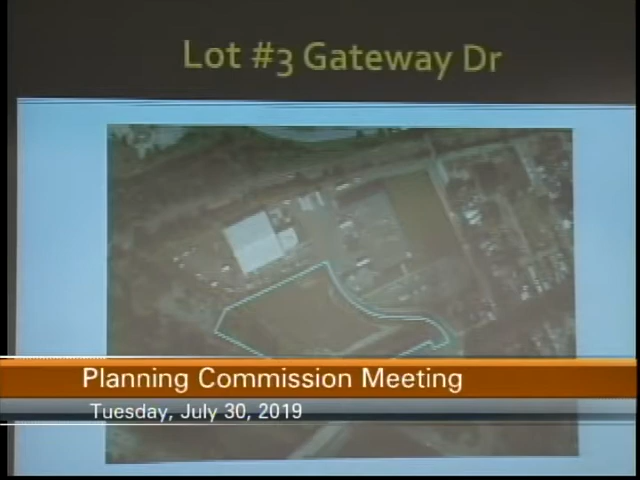 Lot #3 Gateway Dr
Planning Commission Meeting
Tuesday, July 30, 2019